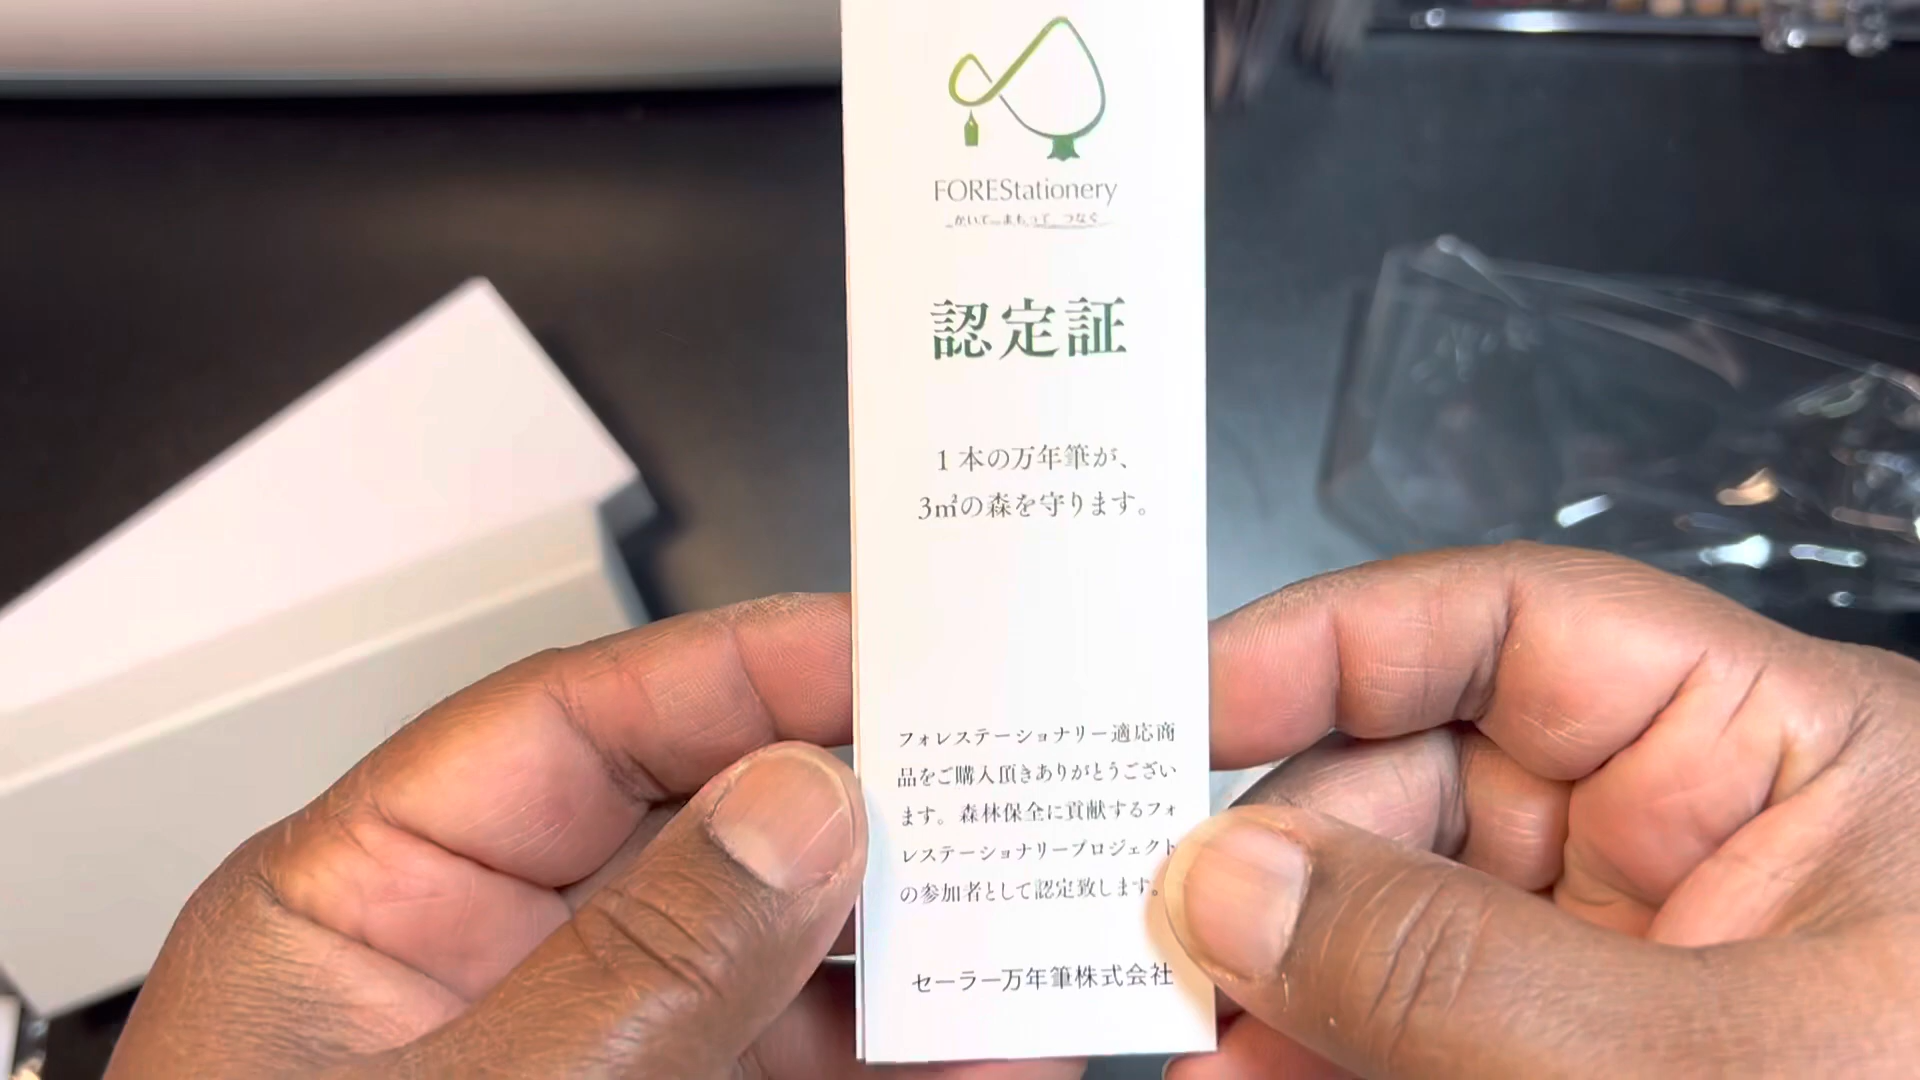 FOREStationery
かいて まもって つなぐ
認定証
1本の万年筆が、
3㎡の森を守ります。
フォレステーショナリー適応商
品をご購入頂きありがとうござい
ます。森林保全に貢献するフォ
レステーショナリープロジェクト
の参加者として認定致します。
セーラー万年筆株式会社